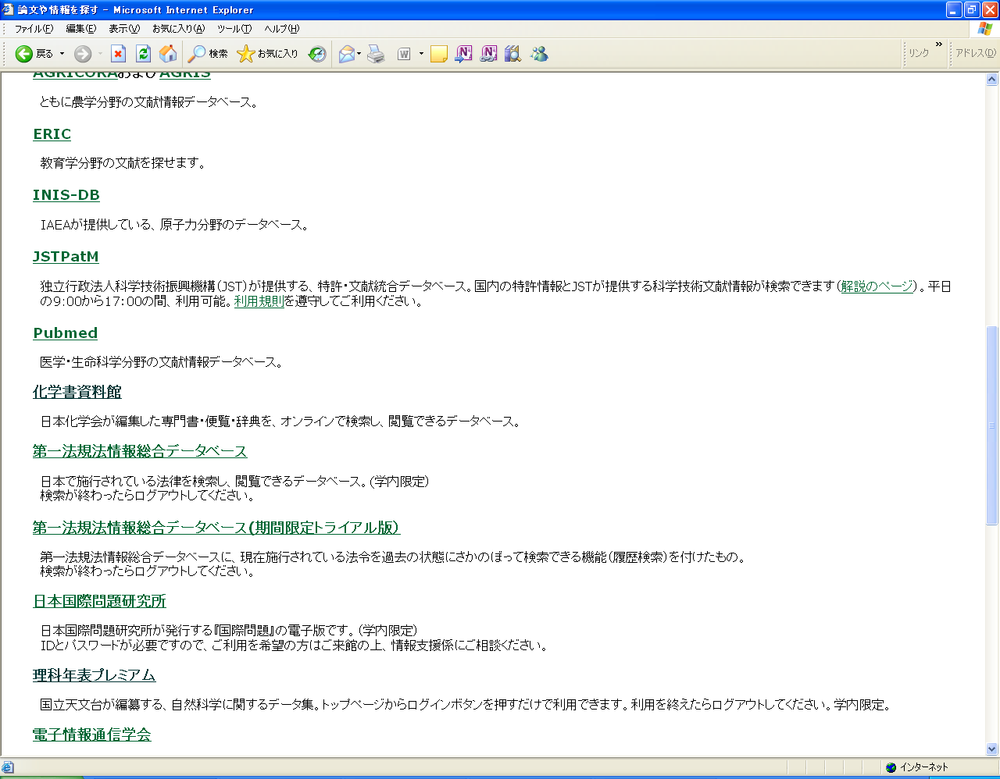 論文や情報を探す - Microsoft Internet Explorer
ファイル(F) 編集(E) 表示(V) お気に入り(A) ツール(T) ヘルプ(H)
戻る 検索 お気に入り リンク » アドレス(D)
AGRICORAおよびAGRIS
ともに農学分野の文献情報データベース。
ERIC
教育学分野の文献を探せます。
INIS-DB
IAEAが提供している、原子力分野のデータベース。
JSTPatM
独立行政法人科学技術振興機構(JST)が提供する、特許・文献統合データベース。国内の特許情報とJSTが提供する科学技術文献情報が検索できます(解説のページ)。平日
の9:00から17:00の間、利用可能。利用規則を遵守してご利用ください。
Pubmed
医学・生命科学分野の文献情報データベース。
化学書資料館
日本化学会が編集した専門書・便覧・辞典を、オンラインで検索し、閲覧できるデータベース。
第一法規法情報総合データベース
日本で施行されている法律を検索し、閲覧できるデータベース。(学内限定)
検索が終わったらログアウトしてください。
第一法規法情報総合データベース(期間限定トライアル版)
第一法規法情報総合データベースに、現在施行されている法令を過去の状態にさかのぼって検索できる機能(履歴検索)を付けたもの。
検索が終わったらログアウトしてください。
日本国際問題研究所
日本国際問題研究所が発行する『国際問題』の電子版です。(学内限定)
IDとパスワードが必要ですので、ご利用を希望の方はご来館の上、情報支援係にご相談ください。
理科年表プレミアム
国立天文台が編纂する、自然科学に関するデータ集。トップページからログインボタンを押すだけで利用できます。利用を終えたらログアウトしてください。学内限定。
電子情報通信学会
インターネット